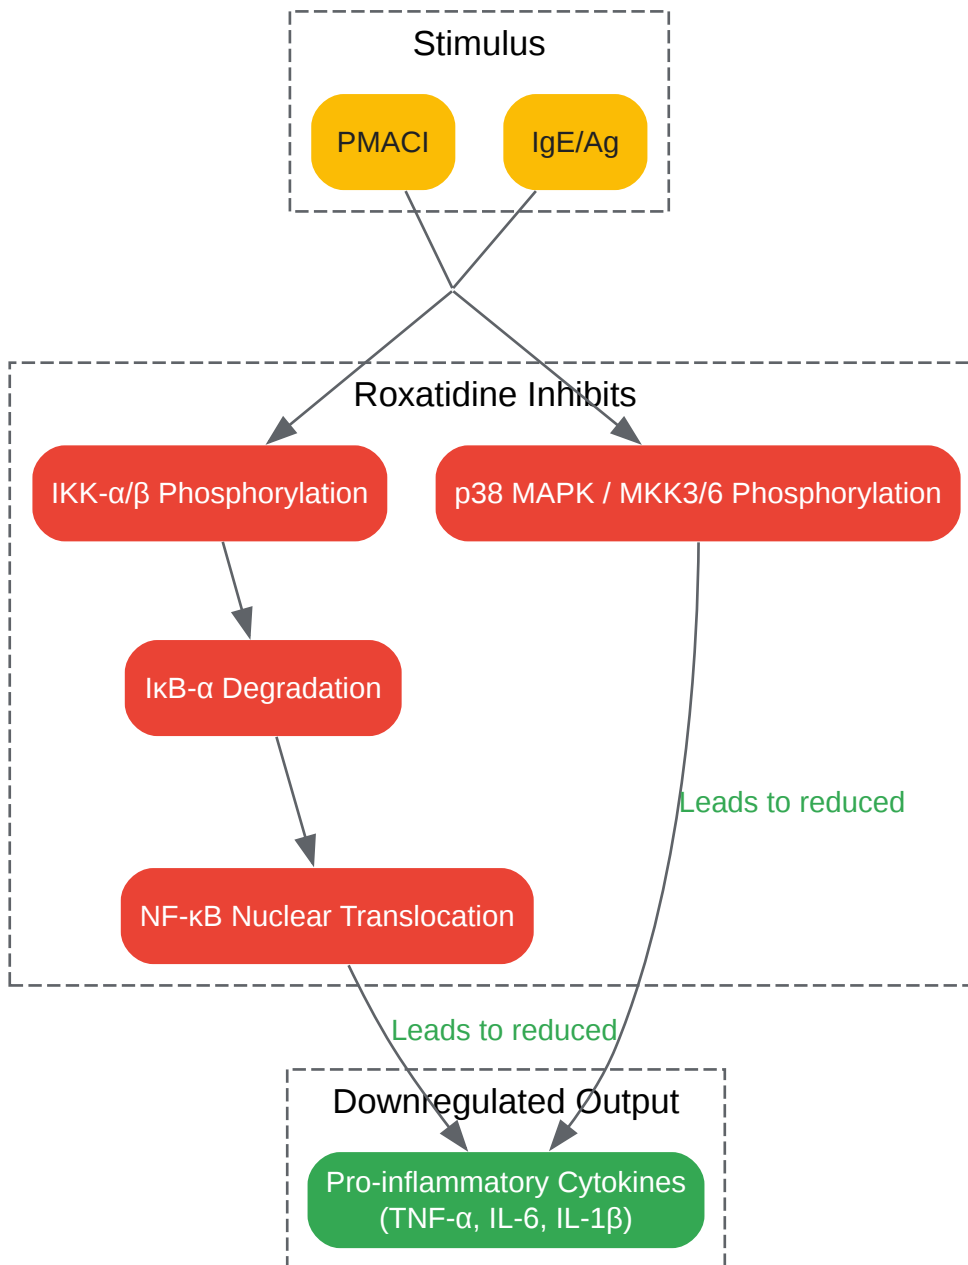 Stimulus
PMACI
IgE/Ag
Roxatidine Inhibits
IKK-α/β Phosphorylation
p38 MAPK / MKK3/6 Phosphorylation
IκB-α Degradation
Leads to reduced
NF-κB Nuclear Translocation
Leads to reduced
Downregulated Output
Pro-inflammatory Cytokines
(TNF-α, IL-6, IL-1β)